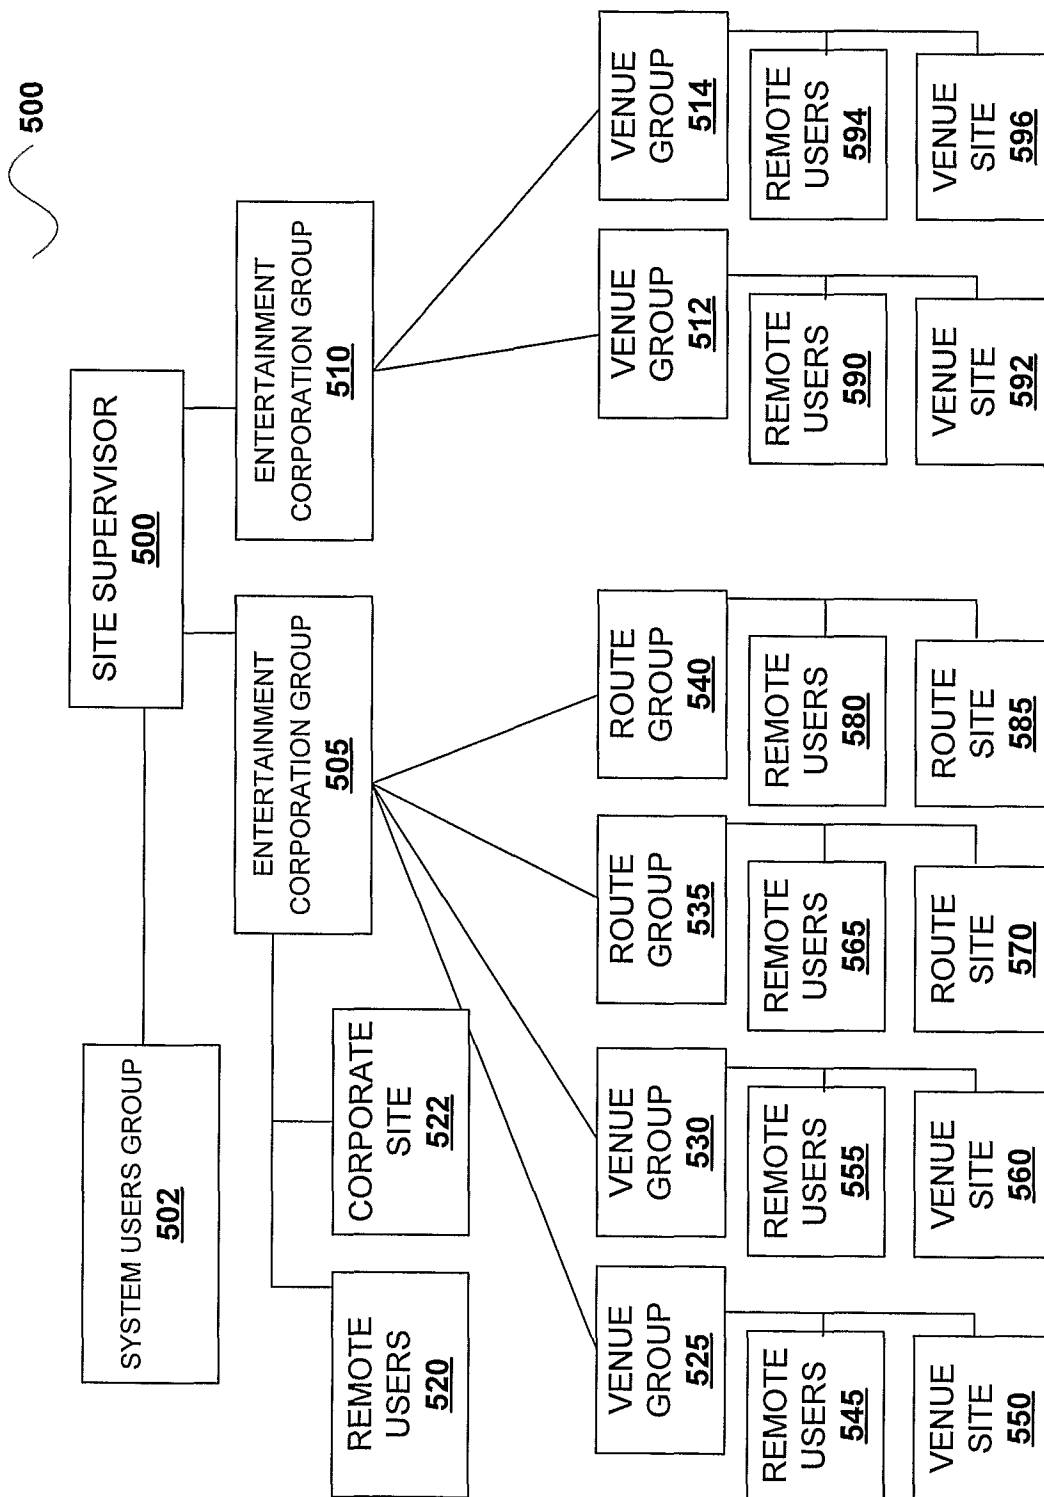 500
SITE SUPERVISOR
500
SYSTEM USERS GROUP
502
ENTERTAINMENT
CORPORATION GROUP
505
ENTERTAINMENT
CORPORATION GROUP
510
REMOTE
USERS
520
CORPORATE
SITE
522
VENUE
GROUP
525
VENUE
GROUP
530
ROUTE
GROUP
535
ROUTE
GROUP
540
VENUE
GROUP
512
VENUE
GROUP
514
REMOTE
USERS
545
REMOTE
USERS
555
REMOTE
USERS
565
REMOTE
USERS
580
REMOTE
USERS
590
REMOTE
USERS
594
VENUE
SITE
550
VENUE
SITE
560
ROUTE
SITE
570
ROUTE
SITE
585
VENUE
SITE
592
VENUE
SITE
596